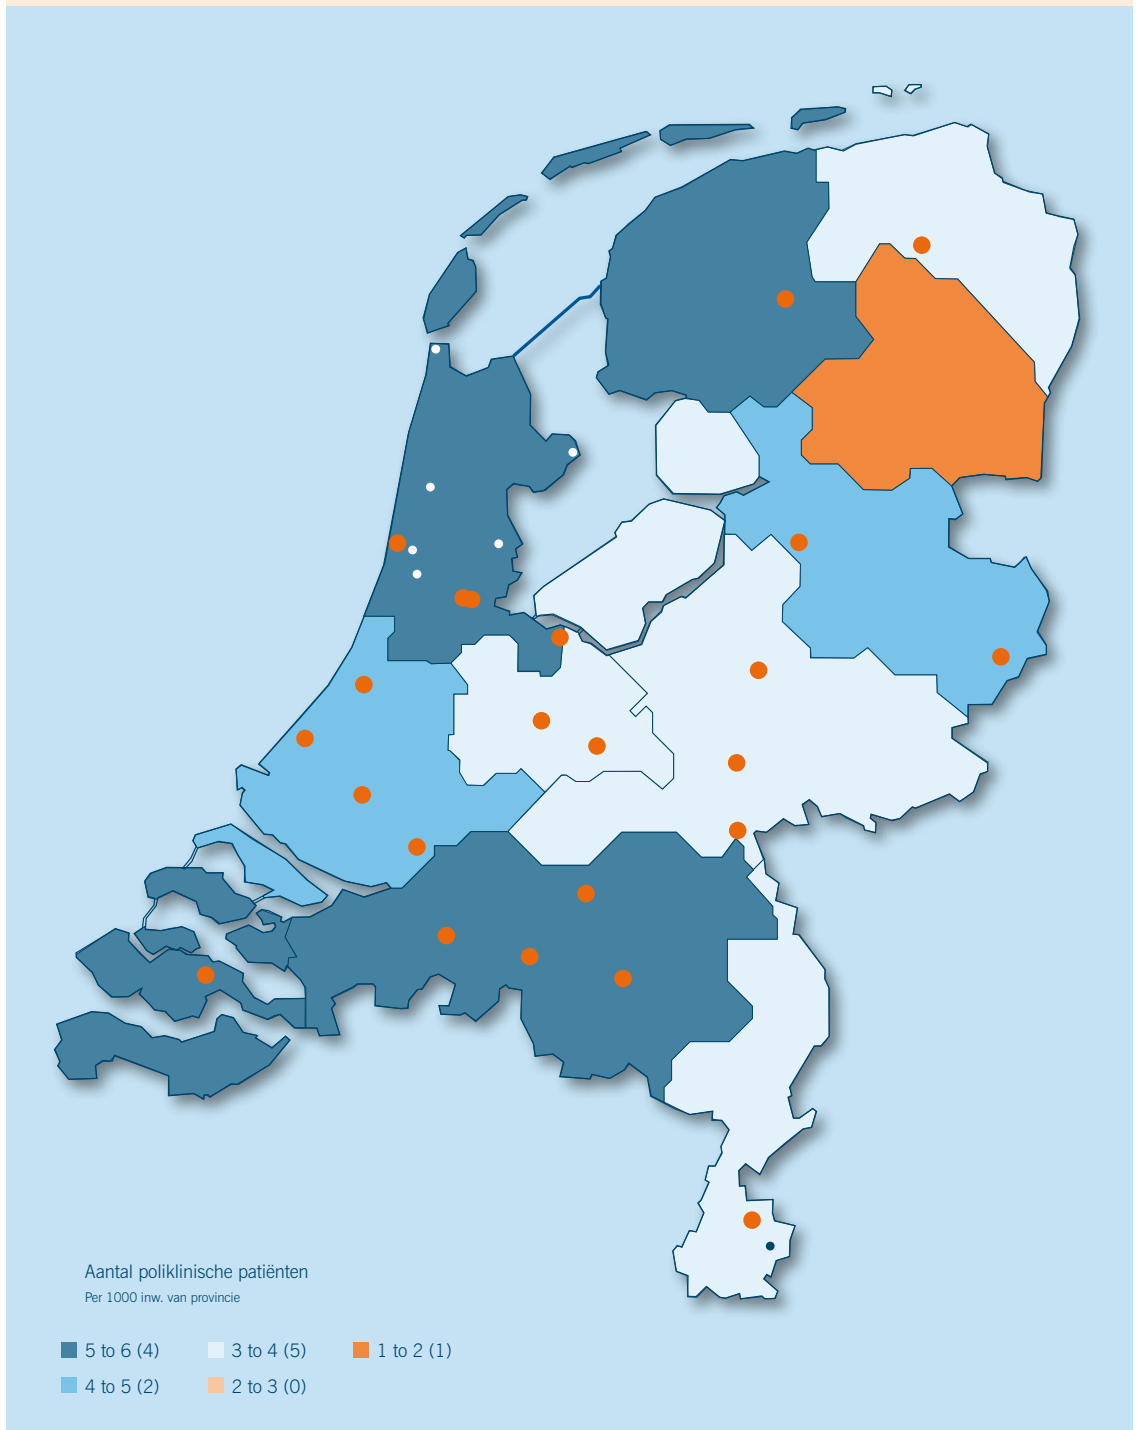 Aantal poliklinische patiënten
Per 1000 inw. van provincie
5 to 6 (4)
3 to 4 (5)
1 to 2 (1)
4 to 5 (2)
2 to 3 (0)